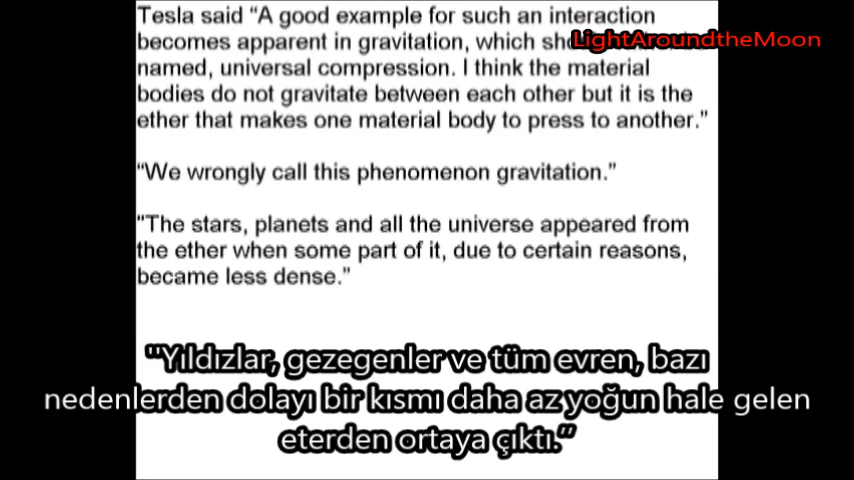 Tesla said “A good example for such an interaction
becomes apparent in gravitation, which
LightAroundtheMoon
named, universal compression. I think the material
bodies do not gravitate between each other but it is the
ether that makes one material body to press to another.”
“We wrongly call this phenomenon gravitation.”
"The stars, planets and all the universe appeared from
the ether when some part of it, due to certain reasons,
became less dense.”
"Yıldızlar, gezegenler ve tüm evren, bazı
nedenlerden dolayı bir kısmı daha az yoğun hale gelen
eterden ortaya çıktı.”